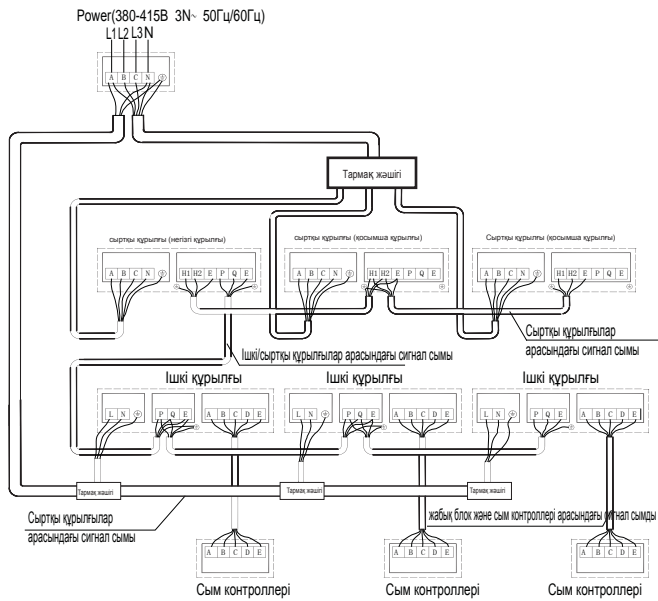 Power(380-415В 3N~ 50Гц/60Гц)
L1 L2 L3 N
A B C N
Тармақ жәшігі
сыртқы құрылғы (негізгі құрылғы)
сыртқы құрылғы (қосымша құрылғы)
Сыртқы құрылғы (қосымша құрылғы)
A B C N
H1 H2 E P Q E
A B C N
H1 H2 E P Q E
A B C N
H1 H2 E P Q E
Сыртқы құрылғылар
арасындағы сигнал сымы
Ішкі/сыртқы құрылғылар арасындағы сигнал сымы
Ішкі құрылғы
Ішкі құрылғы
Ішкі құрылғы
L N
P Q E
A B C D E
L N
P Q E
A B C D E
L N
P Q E
A B C D E
Тармақ жәшігі
Тармақ жәшігі
Тармақ жәшігі
Сыртқы құрылғылар
арасындағы сигнал сымы
жабық блок және сым контроллері арасындағы сигнал сымды
A B C D E
A B C D E
A B C D E
Сым контроллері
Сым контроллері
Сым контроллері